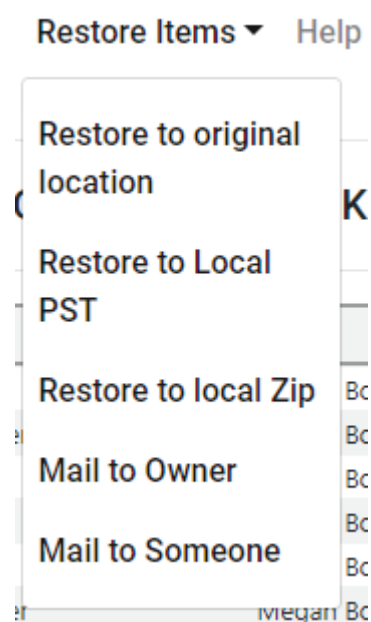 Restore Items Help
Restore to original
location
K
Restore to Local
PST
Restore to local Zip
Mail to Owner
Mail to Someone
Megan